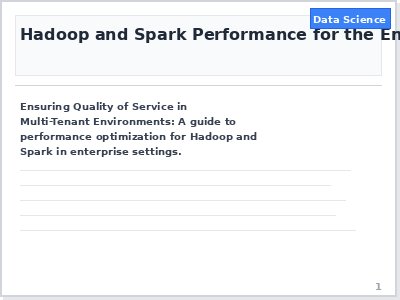 Data Science
Hadoop and Spark Performance for the
Ensuring Quality of Service in
Multi-Tenant Environments: A guide to
performance optimization for Hadoop and
Spark in enterprise settings.
1